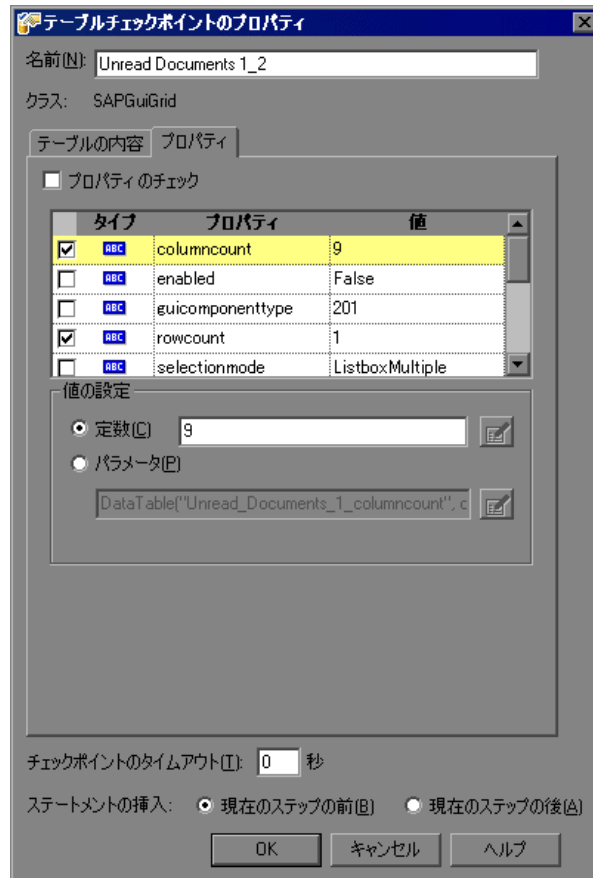 テーブルチェックポイントのプロパティ
名前(N): Unread Documents 1_2
クラス: SAPGuiGrid
テーブルの内容 プロパティ
プロパティのチェック
タイプ プロパティ 値
ABC columncount 9
ABC enabled False
ABC guicomponenttype 201
ABC rowcount 1
ABC selectionmode ListboxMultiple
値の設定
定数(C) 9
パラメータ(P)
DataTable("Unread_Documents_1_columncount", c
チェックポイントのタイムアウト(T): 0 秒
ステートメントの挿入: 現在のステップの前(B) 現在のステップの後(A)
OK キャンセル ヘルプ